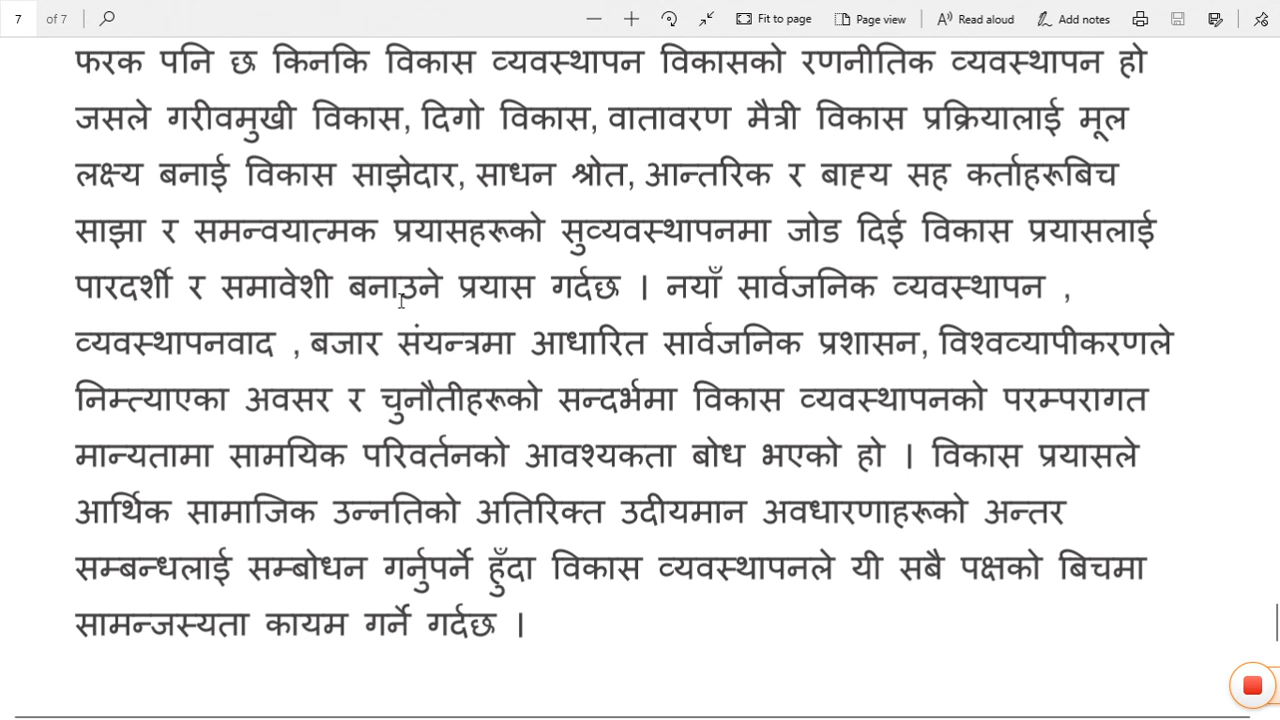 7 of 7 Fit to page Page view Read aloud Add notes
फरक पनि छ किनकि विकास व्यवस्थापन विकासको रणनीतिक व्यवस्थापन हो
जसले गरीवमुखी विकास, दिगो विकास, वातावरण मैत्री विकास प्रक्रियालाई मूल
लक्ष्य बनाई विकास साझेदार, साधन श्रोत, आन्तरिक र बाह्य सह कर्ताहरूबिच
साझा र समन्वयात्मक प्रयासहरूको सुव्यवस्थापनमा जोड दिई विकास प्रयासलाई
पारदर्शी र समावेशी बनाउने प्रयास गर्दछ । नयाँ सार्वजनिक व्यवस्थापन ,
व्यवस्थापनवाद , बजार संयन्त्रमा आधारित सार्वजनिक प्रशासन, विश्वव्यापीकरणले
निम्त्याएका अवसर र चुनौतीहरूको सन्दर्भमा विकास व्यवस्थापनको परम्परागत
मान्यतामा सामयिक परिवर्तनको आवश्यकता बोध भएको हो । विकास प्रयासले
आर्थिक सामाजिक उन्नतिको अतिरिक्त उदीयमान अवधारणाहरूको अन्तर
सम्बन्धलाई सम्बोधन गर्नुपर्ने हुँदा विकास व्यवस्थापनले यी सबै पक्षको बिचमा
सामन्जस्यता कायम गर्ने गर्दछ ।